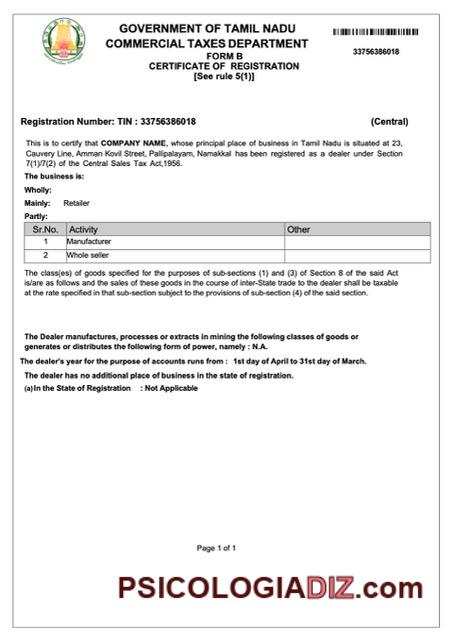 GOVERNMENT OF TAMIL NADU
COMMERCIAL TAXES DEPARTMENT
FORM B
CERTIFICATE OF REGISTRATION
[See rule 5(1)]
33756386018
Registration Number: TIN : 33756386018 (Central)
This is to certify that COMPANY NAME, whose principal place of business in Tamil Nadu is situated at 23,
Cauvery Line, Amman Kovil Street, Pallipalayam, Namakkal has been registered as a dealer under Section
7(1)/7(2) of the Central Sales Tax Act,1956.
The business is:
Wholly:
Mainly: Retailer
Partly:
Sr.No. Activity Other
1 Manufacturer
2 Whole seller
The class(es) of goods specified for the purposes of sub-sections (1) and (3) of Section 8 of the said Act
is/are as follows and the sales of these goods in the course of inter-State trade to the dealer shall be taxable
at the rate specified in that sub-section subject to the provisions of sub-section (4) of the said section.
The Dealer manufactures, processes or extracts in mining the following classes of goods or
generates or distributes the following form of power, namely : N.A.
The dealer's year for the purpose of accounts runs from : 1st day of April to 31st day of March.
The dealer has no additional place of business in the state of registration.
(a) In the State of Registration : Not Applicable
Page 1 of 1
PSICOLOGIADIZ.com